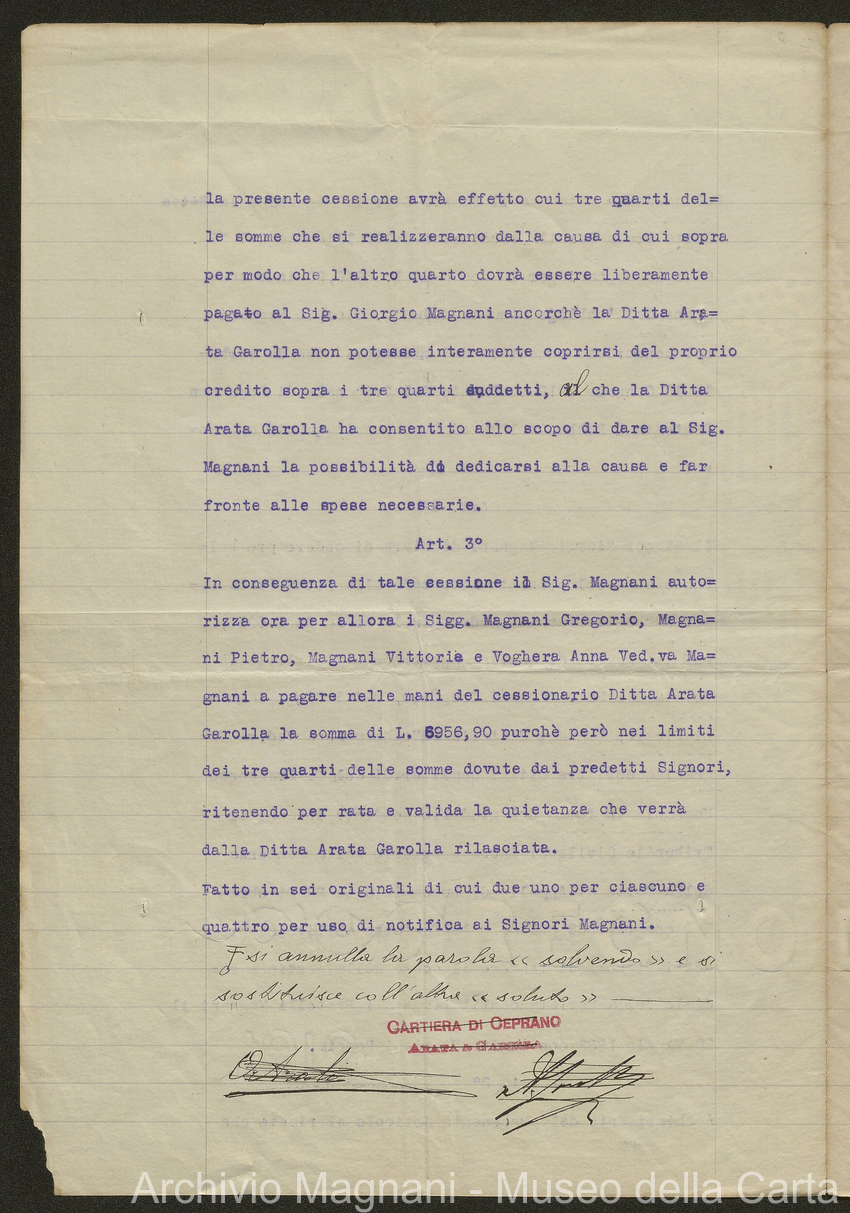 la presente cessione avrà effetto cui tre quarti del=
le somme che si realizzeranno dalla causa di cui sopra
per modo che l'altro quarto dovrà essere liberamente
pagato al Sig. Giorgio Magnani ancorchè la Ditta Ara=
ta Garolla non potesse interamente coprirsi del proprio
credito sopra i tre quarti suddetti, al che la Ditta
Arata Garolla ha consentito allo scopo di dare al Sig.
Magnani la possibilità di dedicarsi alla causa e far
fronte alle spese necessarie.
Art. 3°
In conseguenza di tale cessione il Sig. Magnani auto=
rizza ora per allora i Sigg. Magnani Gregorio, Magna=
ni Pietro, Magnani Vittoria e Voghera Anna Ved.va Ma=
gnani a pagare nelle mani del cessionario Ditta Arata
Garolla la somma di L. 6956,90 purchè però nei limiti
dei tre quarti delle somme dovute dai predetti Signori,
ritenendo per rata e valida la quietanza che verrà
dalla Ditta Arata Garolla rilasciata.
Fatto in sei originali di cui due uno per ciascuno e
quattro per uso di notifica ai Signori Magnani.
si annulla la parola « salvendo » e si
sostituisce coll'altra « soluto »
CARTIERA DI CEPRANO
ARATA & GAROLLA
Archivio Magnani - Museo della Carta